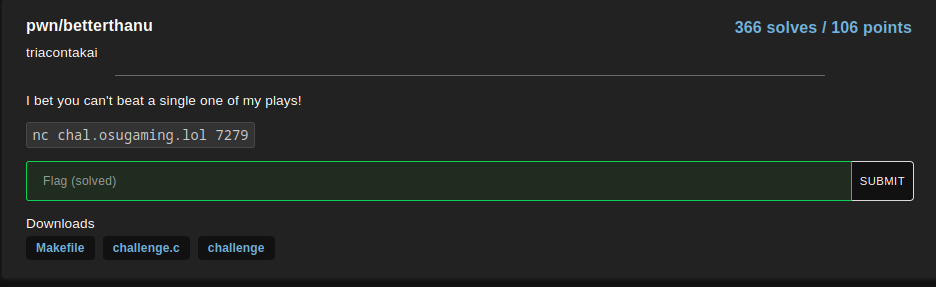 pwn/betterthanu
366 solves / 106 points
triacontakai
I bet you can't beat a single one of my plays!
nc chal.osugaming.lol 7279
Flag (solved)
SUBMIT
Downloads
Makefile
challenge.c
challenge